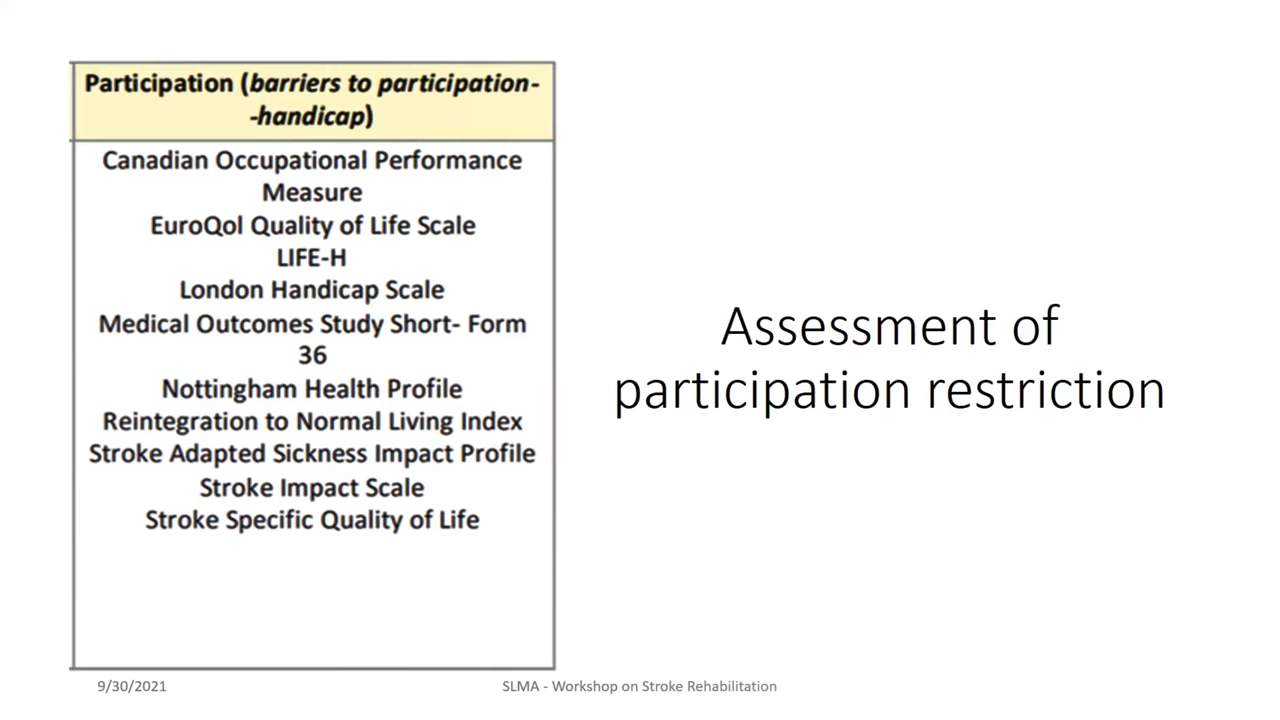 Participation (barriers to participation-
-handicap)
Canadian Occupational Performance
Measure
EuroQol Quality of Life Scale
LIFE-H
London Handicap Scale
Medical Outcomes Study Short- Form
36
Nottingham Health Profile
Reintegration to Normal Living Index
Stroke Adapted Sickness Impact Profile
Stroke Impact Scale
Stroke Specific Quality of Life
Assessment of
participation restriction
9/30/2021
SLMA - Workshop on Stroke Rehabilitation